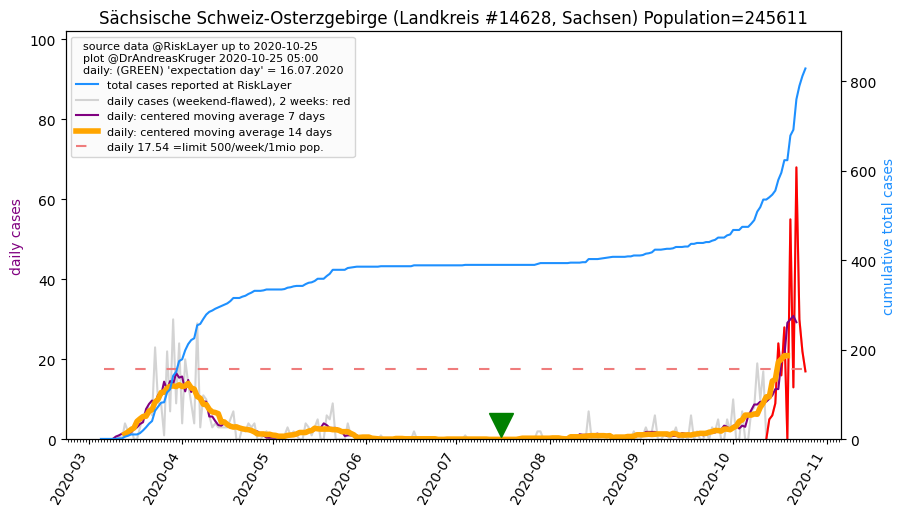 Sächsische Schweiz-Osterzgebirge (Landkreis #14628, Sachsen) Population=245611
source data @RiskLayer up to 2020-10-25
plot @DrAndreasKruger 2020-10-25 05:00
daily: (GREEN) 'expectation day' = 16.07.2020
total cases reported at RiskLayer
daily cases (weekend-flawed), 2 weeks: red
daily: centered moving average 7 days
daily: centered moving average 14 days
daily 17.54 =limit 500/week/1mio pop.
daily cases
100
80
60
40
20
0
cumulative total cases
800
600
400
200
0
2020-03
2020-04
2020-05
2020-06
2020-07
2020-08
2020-09
2020-10
2020-11